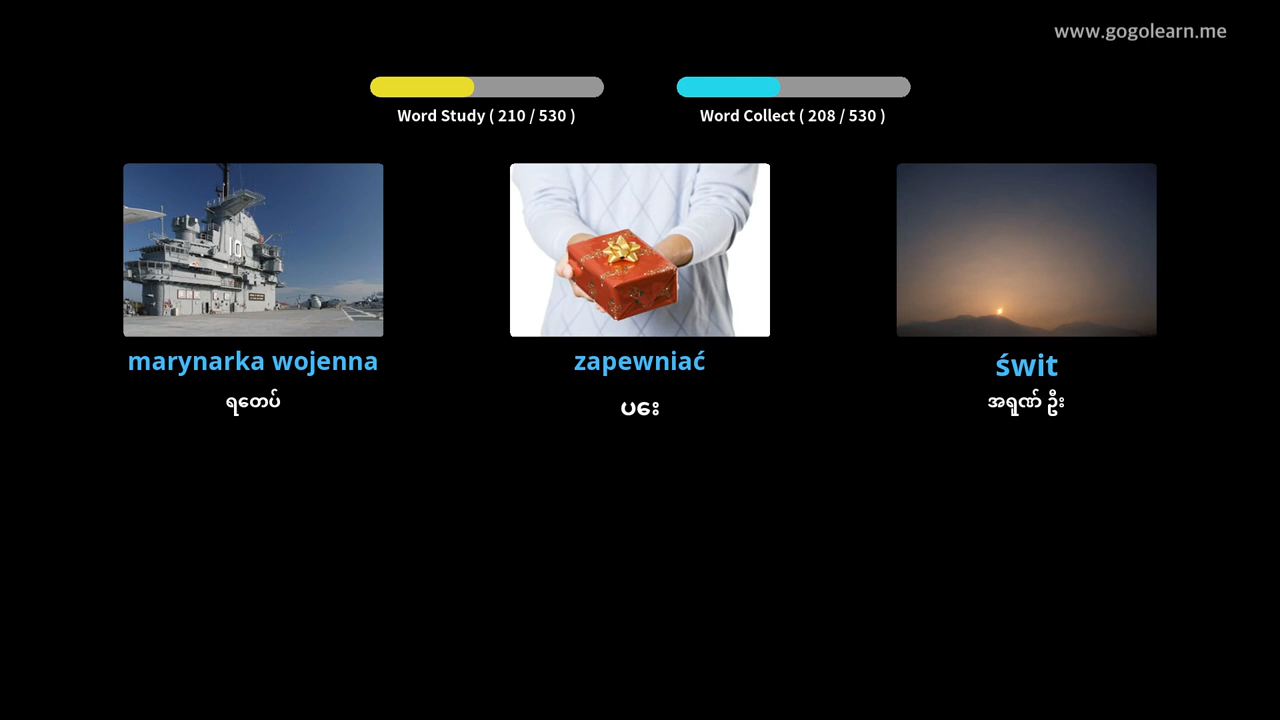 www.gogolearn.me
Word Study ( 210 / 530 )
Word Collect ( 208 / 530 )
10
marynarka wojenna
zapewniać
świt
ရေတပ်
ပေး
အရုဏ် ဦး